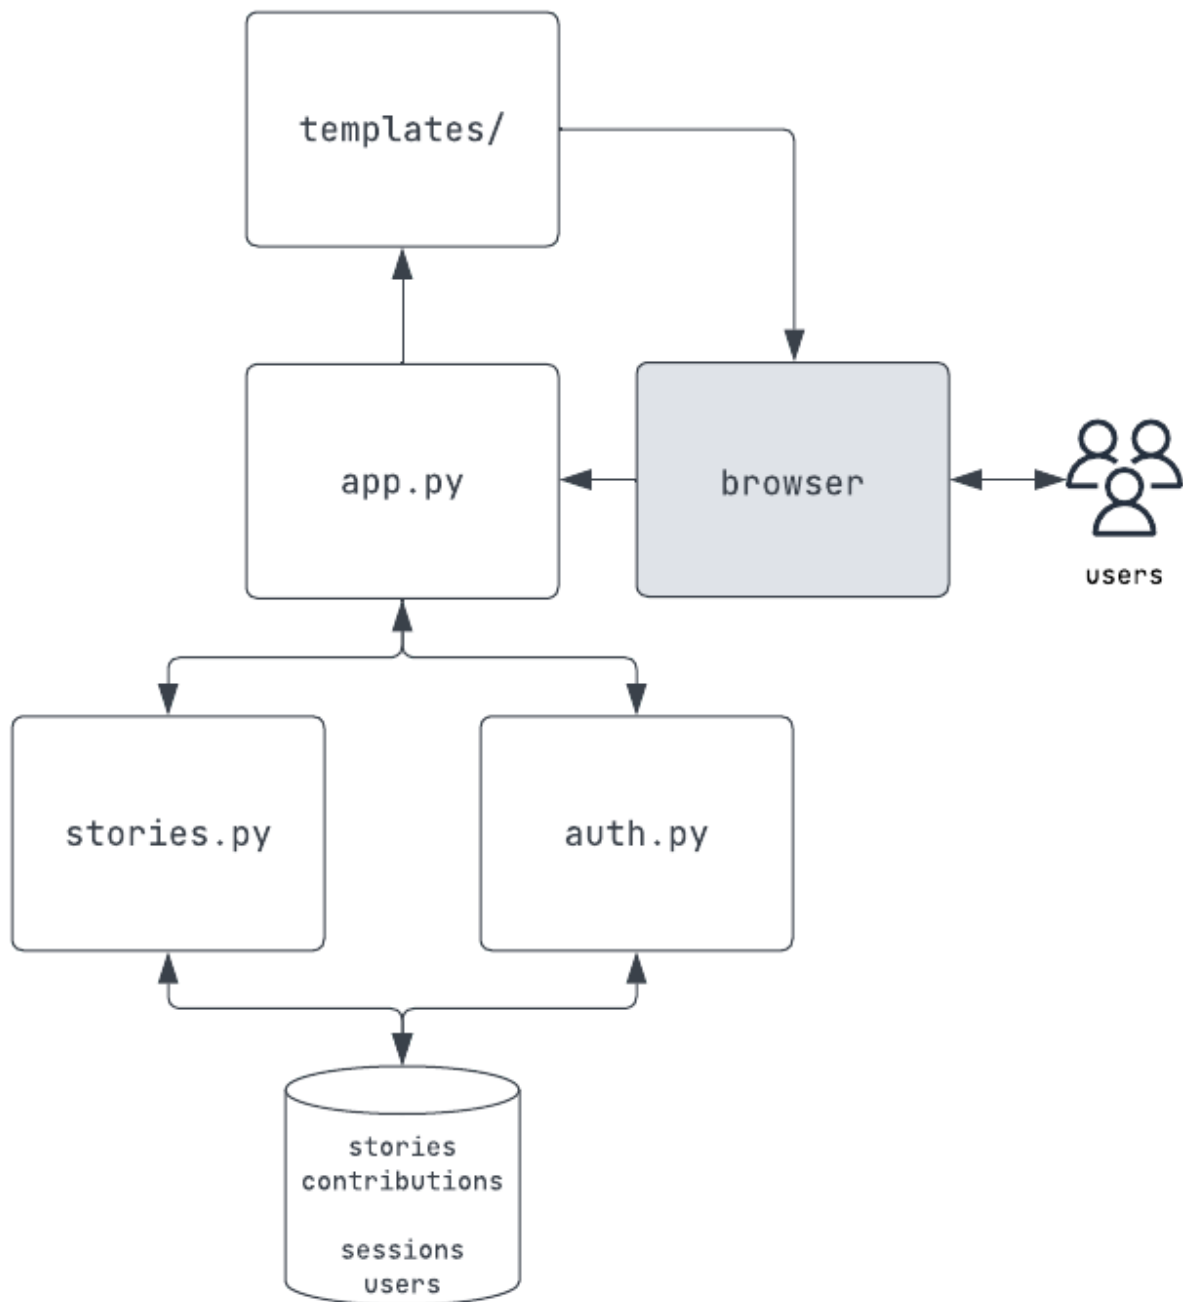 templates/
app.py
browser
users
stories.py
auth.py
stories
contributions
sessions
users